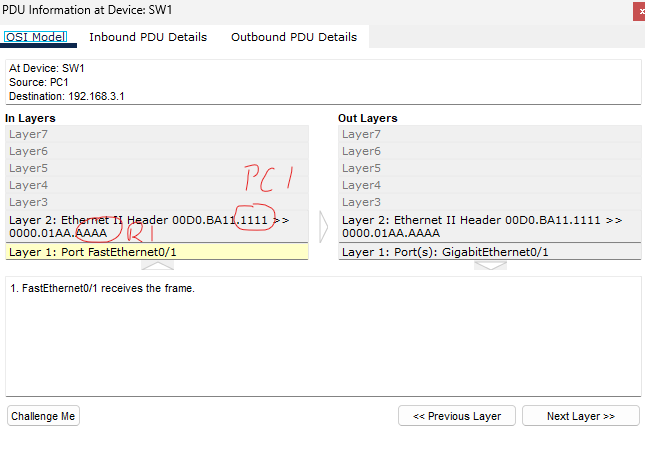 PDU Information at Device: SW1
x
OSI Model Inbound PDU Details Outbound PDU Details
At Device: SW1
Source: PC1
Destination: 192.168.3.1
In Layers
Layer7
Layer6
Layer5
Layer4
Layer3
PC1
Layer 2: Ethernet II Header 00D0.BA11.1111 >>
0000.01AA.AAAA
R1
Layer 1: Port FastEthernet0/1
Out Layers
Layer7
Layer6
Layer5
Layer4
Layer3
Layer 2: Ethernet II Header 00D0.BA11.1111 >>
0000.01AA.AAAA
Layer 1: Port(s): GigabitEthernet0/1
1. FastEthernet0/1 receives the frame.
Challenge Me
<< Previous Layer
Next Layer >>